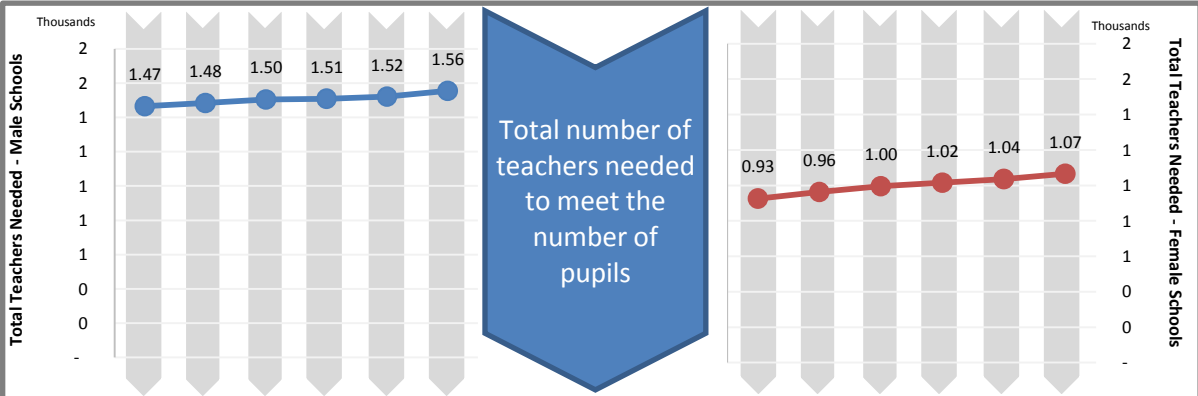 Thousands
Total Teachers Needed - Male Schools
2
2
1
1
1
1
1
0
0
-
1.47 1.48 1.50 1.51 1.52 1.56
Total number of
teachers needed
to meet the
number of
pupils
Thousands
Total Teachers Needed - Female Schools
2
2
1
1
1
1
1
0
0
-
0.93 0.96 1.00 1.02 1.04 1.07